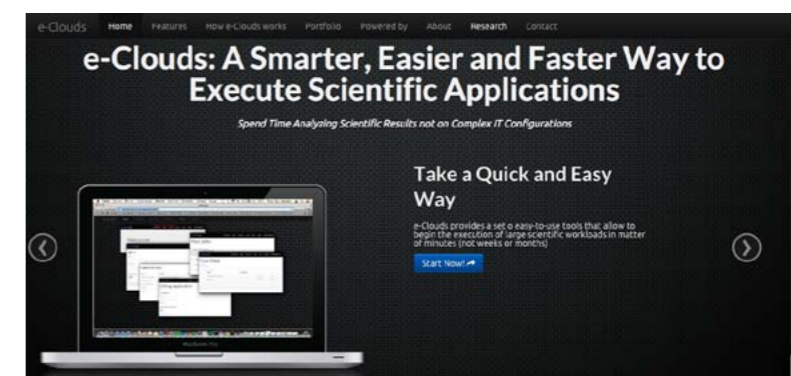 e-Clouds Home Features How e-Clouds works Portfolio Powered by About Research Contact
e-Clouds: A Smarter, Easier and Faster Way to
Execute Scientific Applications
Spend Time Analyzing Scientific Results not on Complex IT Configurations
Take a Quick and Easy
Way
e-Clouds provides a set o easy-to-use tools that allow to
begin the execution of large scientific workloads in matter
of minutes (not weeks or months)
Start Now!
MacBook Pro